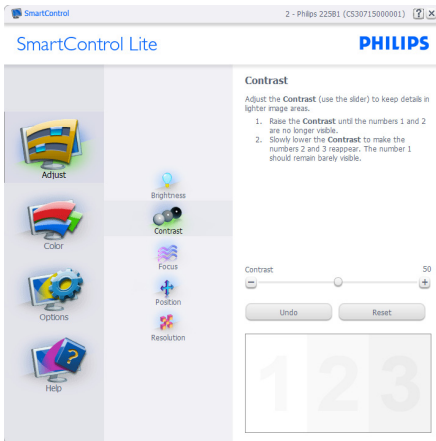 SmartControl
2 - Philips 225B1 (CS30715000001)
SmartControl Lite
PHILIPS
Adjust
Color
Options
Help
Brightness
Contrast
Focus
Position
Resolution
Contrast
Adjust the Contrast (use the slider) to keep details in
lighter image areas.
1. Raise the Contrast until the numbers 1 and 2
are no longer visible.
2. Slowly lower the Contrast to make the
numbers 2 and 3 reappear. The number 1
should remain barely visible.
Contrast 50
Undo Reset
1 2 3